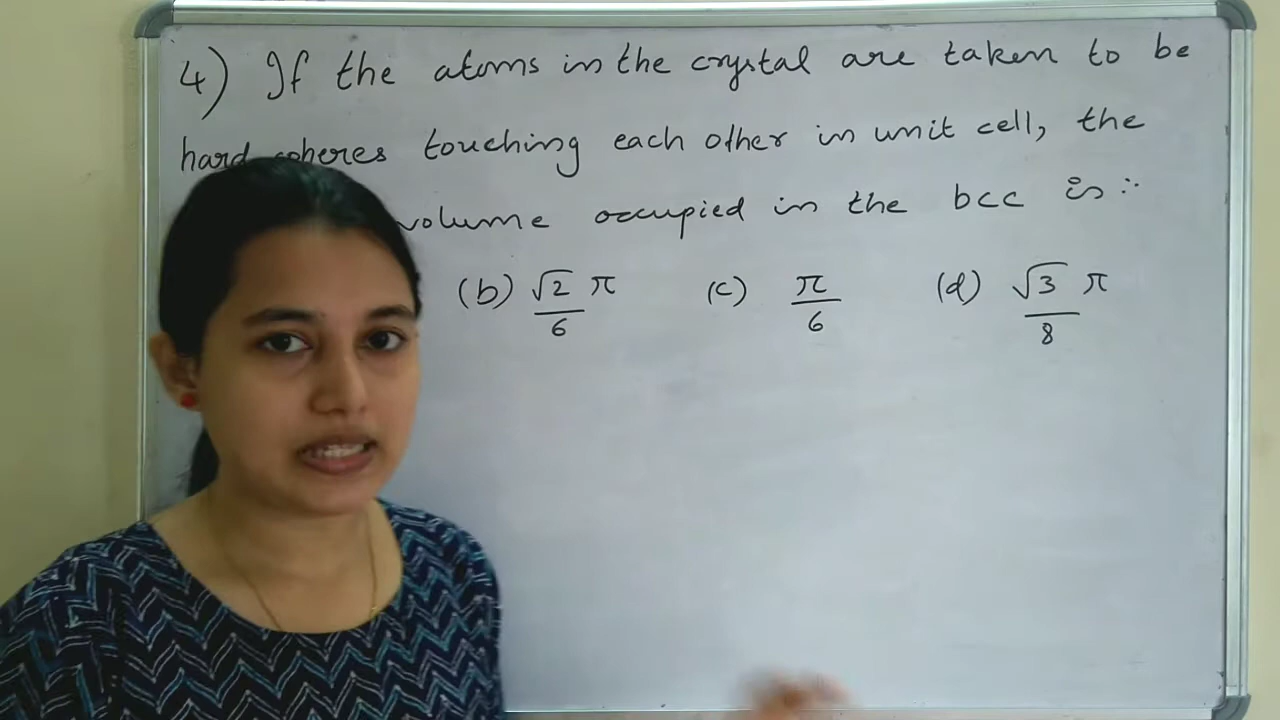 4) If the atoms in the crystal are taken to be
hard spheres touching each other in unit cell, the
volume occupied in the bcc is :-
(b) √2 π / 6 (c) π / 6 (d) √3 π / 8